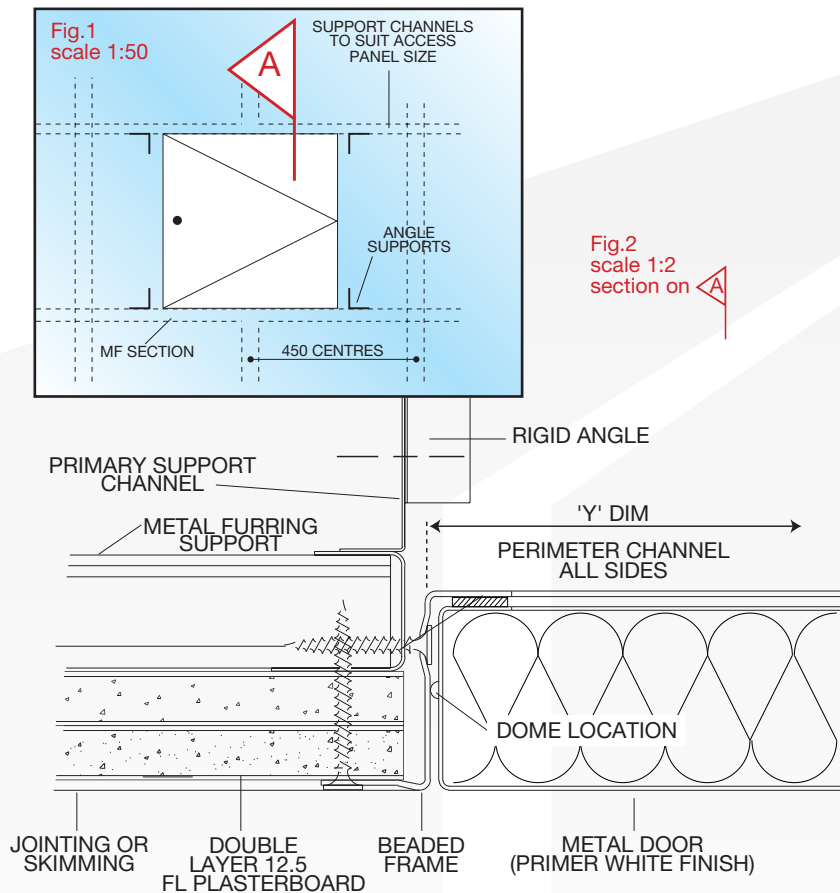 Fig.1
scale 1:50
A
SUPPORT CHANNELS
TO SUIT ACCESS
PANEL SIZE
ANGLE
SUPPORTS
MF SECTION
450 CENTRES
Fig.2
scale 1:2
section on
A
RIGID ANGLE
PRIMARY SUPPORT
CHANNEL
'Y' DIM
METAL FURRING
SUPPORT
PERIMETER CHANNEL
ALL SIDES
DOME LOCATION
JOINTING OR
SKIMMING
DOUBLE
LAYER 12.5
FL PLASTERBOARD
BEADED
FRAME
METAL DOOR
(PRIMER WHITE FINISH)